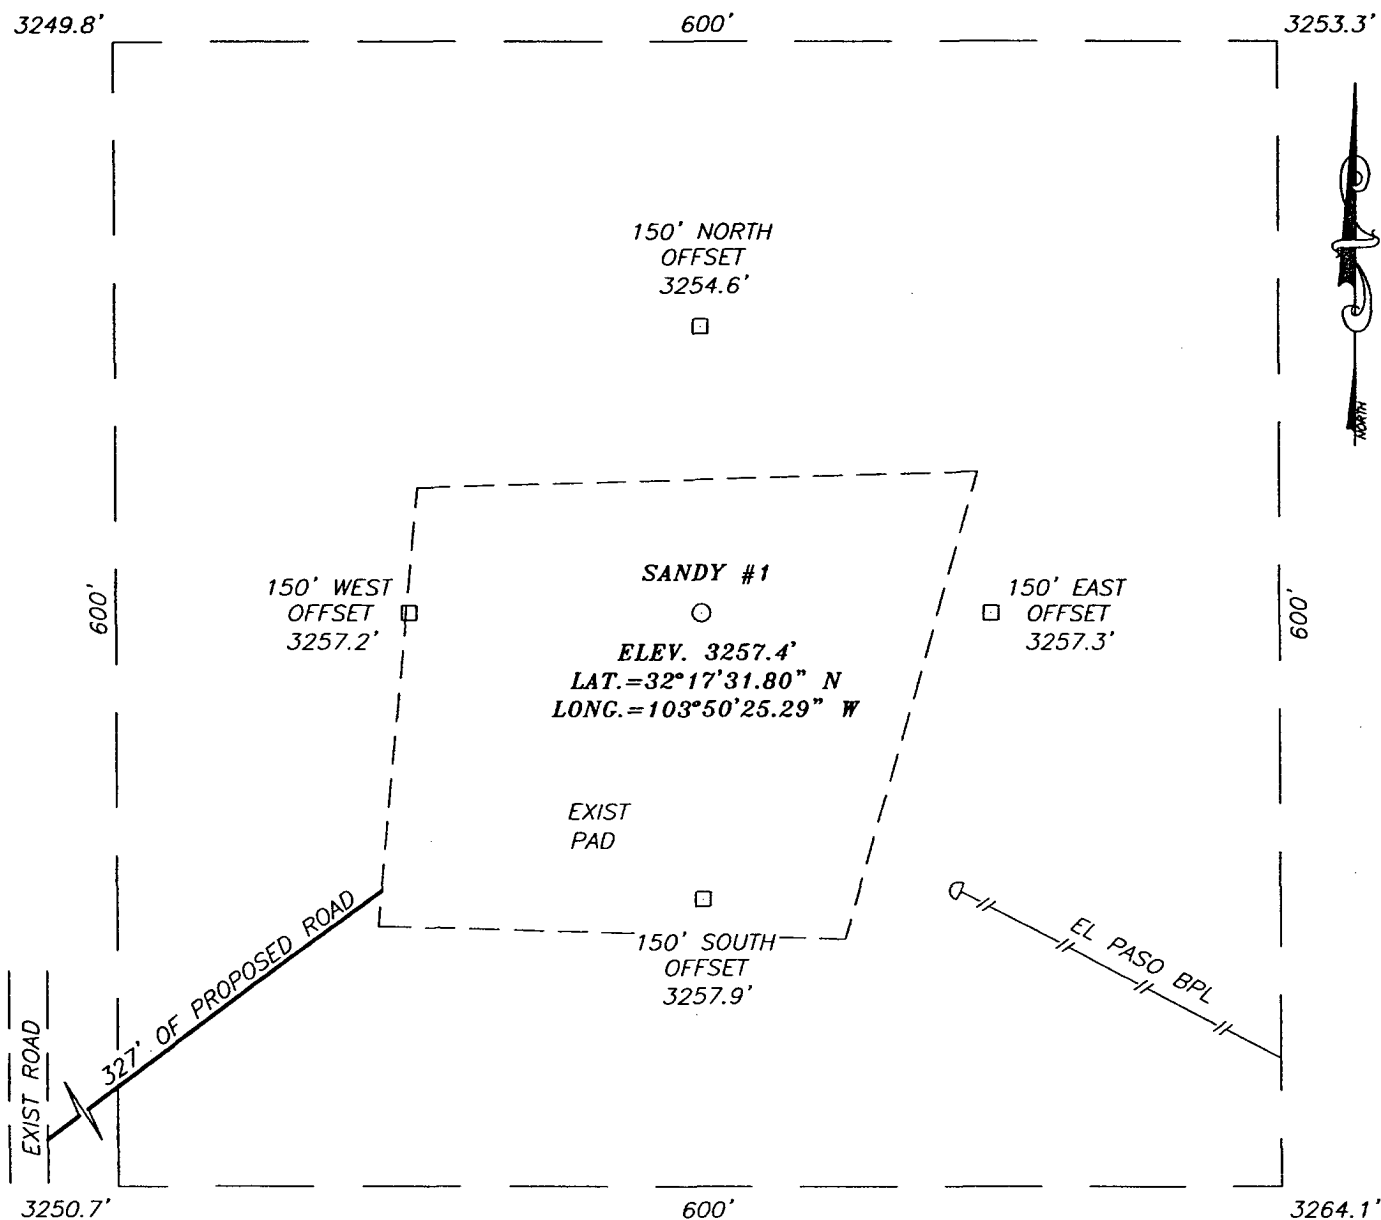 3249.8'
600'
3253.3'
150' NORTH
OFFSET
3254.6'
NORTH
SANDY #1
150' WEST
OFFSET
3257.2'
150' EAST
OFFSET
3257.3'
600'
600'
ELEV. 3257.4'
LAT.=32°17'31.80" N
LONG.=103°50'25.29" W
EXIST
PAD
150' SOUTH
OFFSET
3257.9'
327' OF PROPOSED ROAD
EL PASO BPL
EXIST ROAD
3250.7'
600'
3264.1'